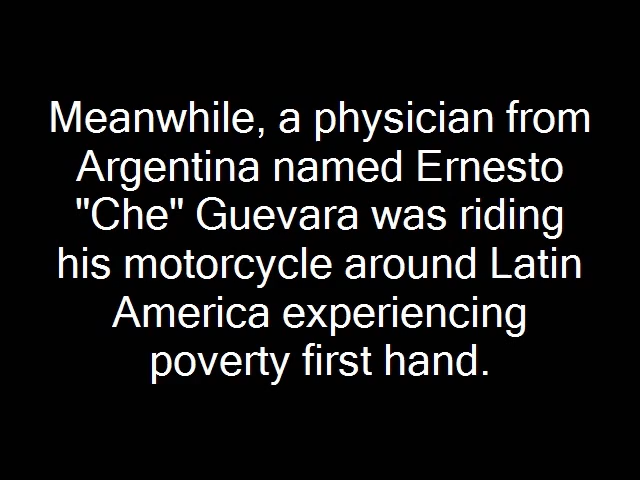 Meanwhile, a physician from
Argentina named Ernesto
"Che" Guevara was riding
his motorcycle around Latin
America experiencing
poverty first hand.